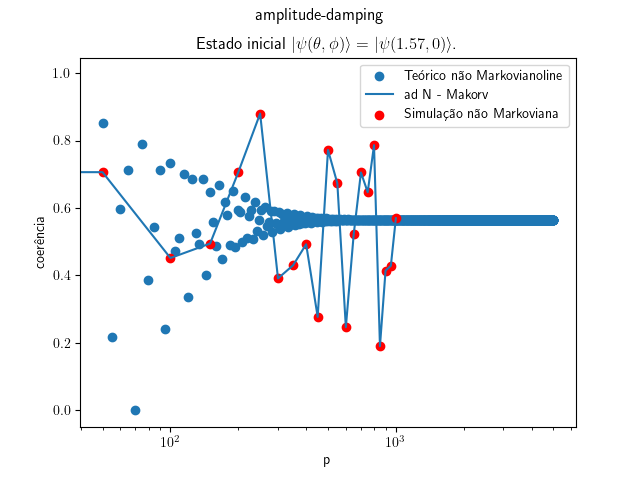 amplitude-damping
Estado inicial |ψ(θ, ϕ)⟩ = |ψ(1.57, 0)⟩.
Teórico não Markovianoline
ad N - Makorv
Simulação não Markoviana
1.0
0.8
0.6
0.4
0.2
0.0
coerência
10²
10³
p